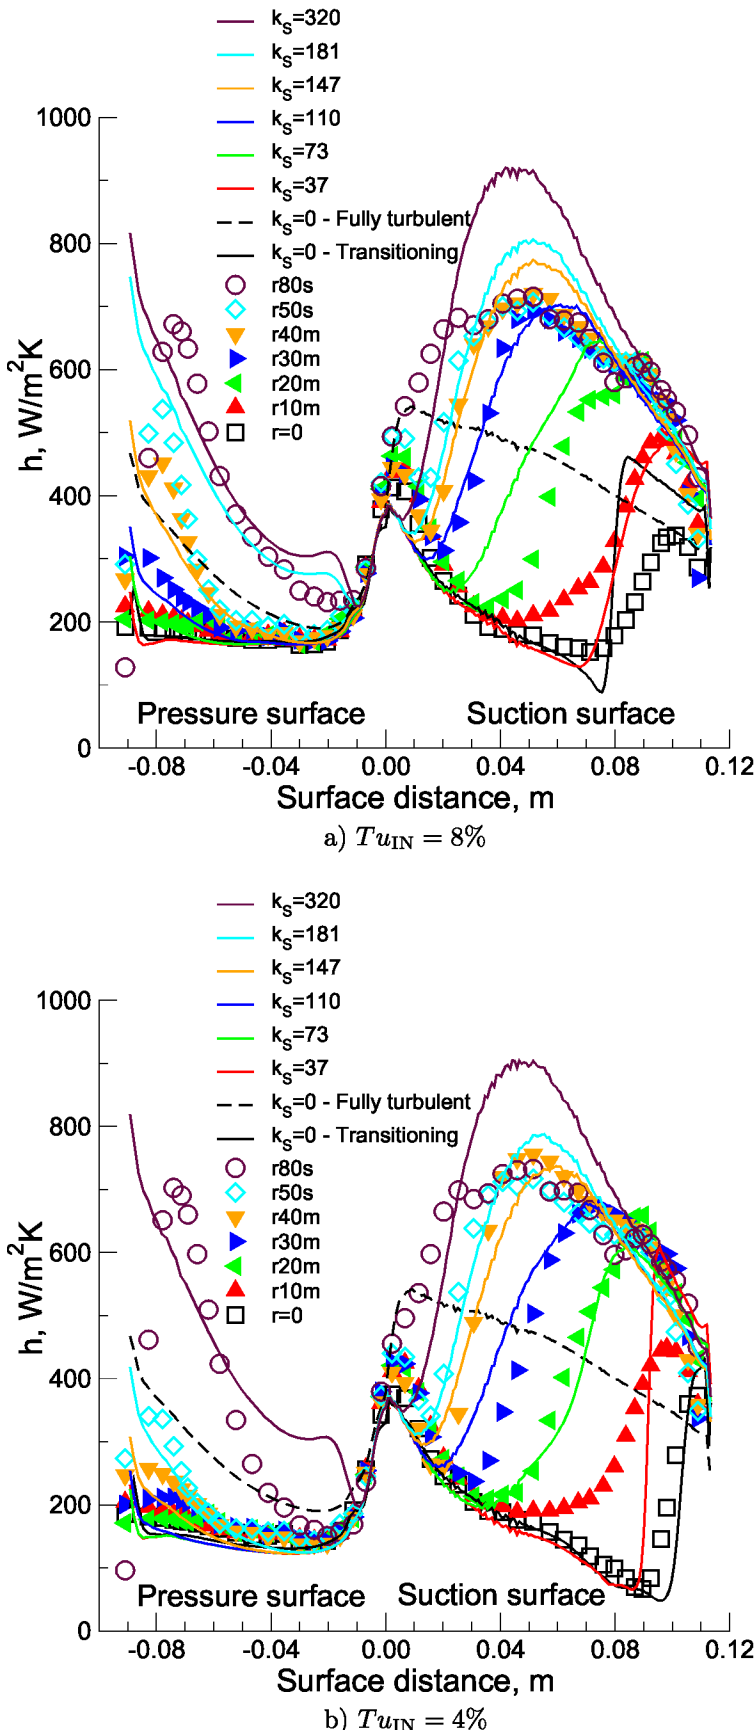 k_S=320
k_S=181
k_S=147
k_S=110
k_S=73
k_S=37
k_S=0 - Fully turbulent
k_S=0 - Transitioning
r80s
r50s
r40m
r30m
r20m
r10m
r=0
1000
800
600
400
200
0
h, W/m²K
Pressure surface
Suction surface
-0.08
-0.04
0.00
0.04
0.08
0.12
Surface distance, m
a) Tu_IN = 8%
k_S=320
k_S=181
k_S=147
k_S=110
k_S=73
k_S=37
k_S=0 - Fully turbulent
k_S=0 - Transitioning
r80s
r50s
r40m
r30m
r20m
r10m
r=0
1000
800
600
400
200
0
h, W/m²K
Pressure surface
Suction surface
-0.08
-0.04
0.00
0.04
0.08
0.12
Surface distance, m
b) Tu_IN = 4%